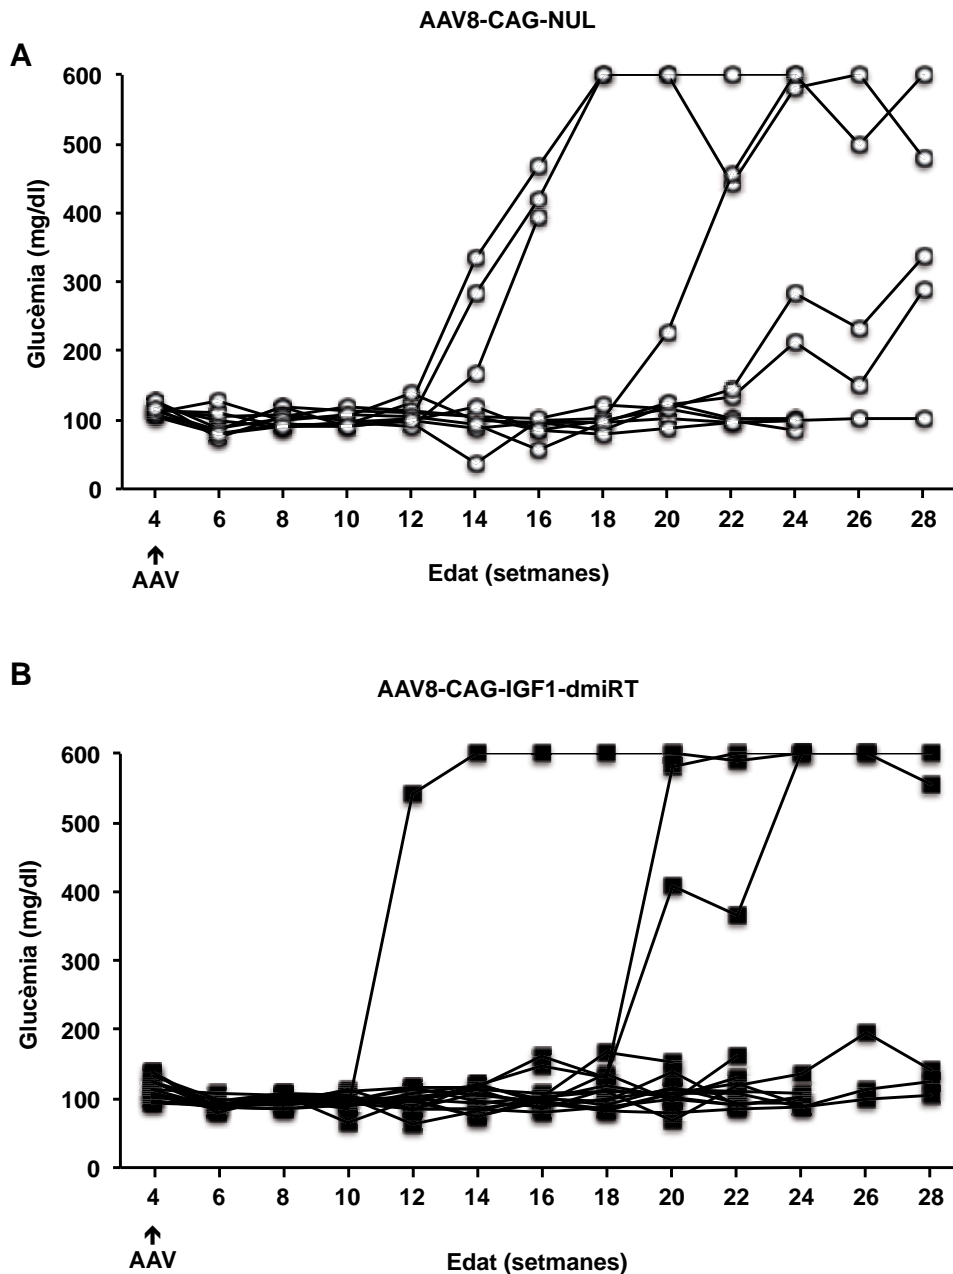 AAV8-CAG-NUL
A
600
500
400
300
200
100
0
Glucèmia (mg/dl)
4 6 8 10 12 14 16 18 20 22 24 26 28
AAV
Edat (setmanes)
B
AAV8-CAG-IGF1-dmiRT
600
500
400
300
200
100
0
Glucèmia (mg/dl)
4 6 8 10 12 14 16 18 20 22 24 26 28
AAV
Edat (setmanes)